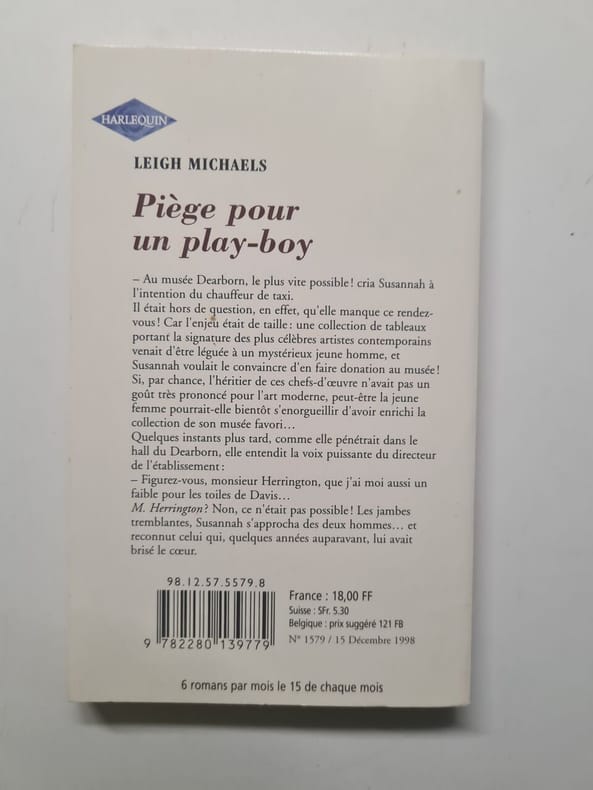 HARLEQUIN
LEIGH MICHAELS
Piège pour
un play-boy
– Au musée Dearborn, le plus vite possible ! cria Susannah à
l'intention du chauffeur de taxi.
Il était hors de question, en effet, qu'elle manque ce rendez-
vous ! Car l'enjeu était de taille : une collection de tableaux
portant la signature des plus célèbres artistes contemporains
venait d'être léguée à un mystérieux jeune homme, et
Susannah voulait le convaincre d'en faire donation au musée !
Si, par chance, l'héritier de ces chefs-d'œuvre n'avait pas un
goût très prononcé pour l'art moderne, peut-être la jeune
femme pourrait-elle bientôt s'enorgueillir d'avoir enrichi la
collection de son musée favori…
Quelques instants plus tard, comme elle pénétrait dans le
hall du Dearborn, elle entendit la voix puissante du directeur
de l'établissement :
– Figurez-vous, monsieur Herrington, que j'ai moi aussi un
faible pour les toiles de Davis…
M. Herrington ? Non, ce n'était pas possible ! Les jambes
tremblantes, Susannah s'approcha des deux hommes… et
reconnut celui qui, quelques années auparavant, lui avait
brisé le cœur.
98.12.57.5579.8
9 782280 139779
France : 18,00 FF
Suisse : SFr. 5.30
Belgique : prix suggéré 121 FB
N° 1579 / 15 Décembre 1998
6 romans par mois le 15 de chaque mois